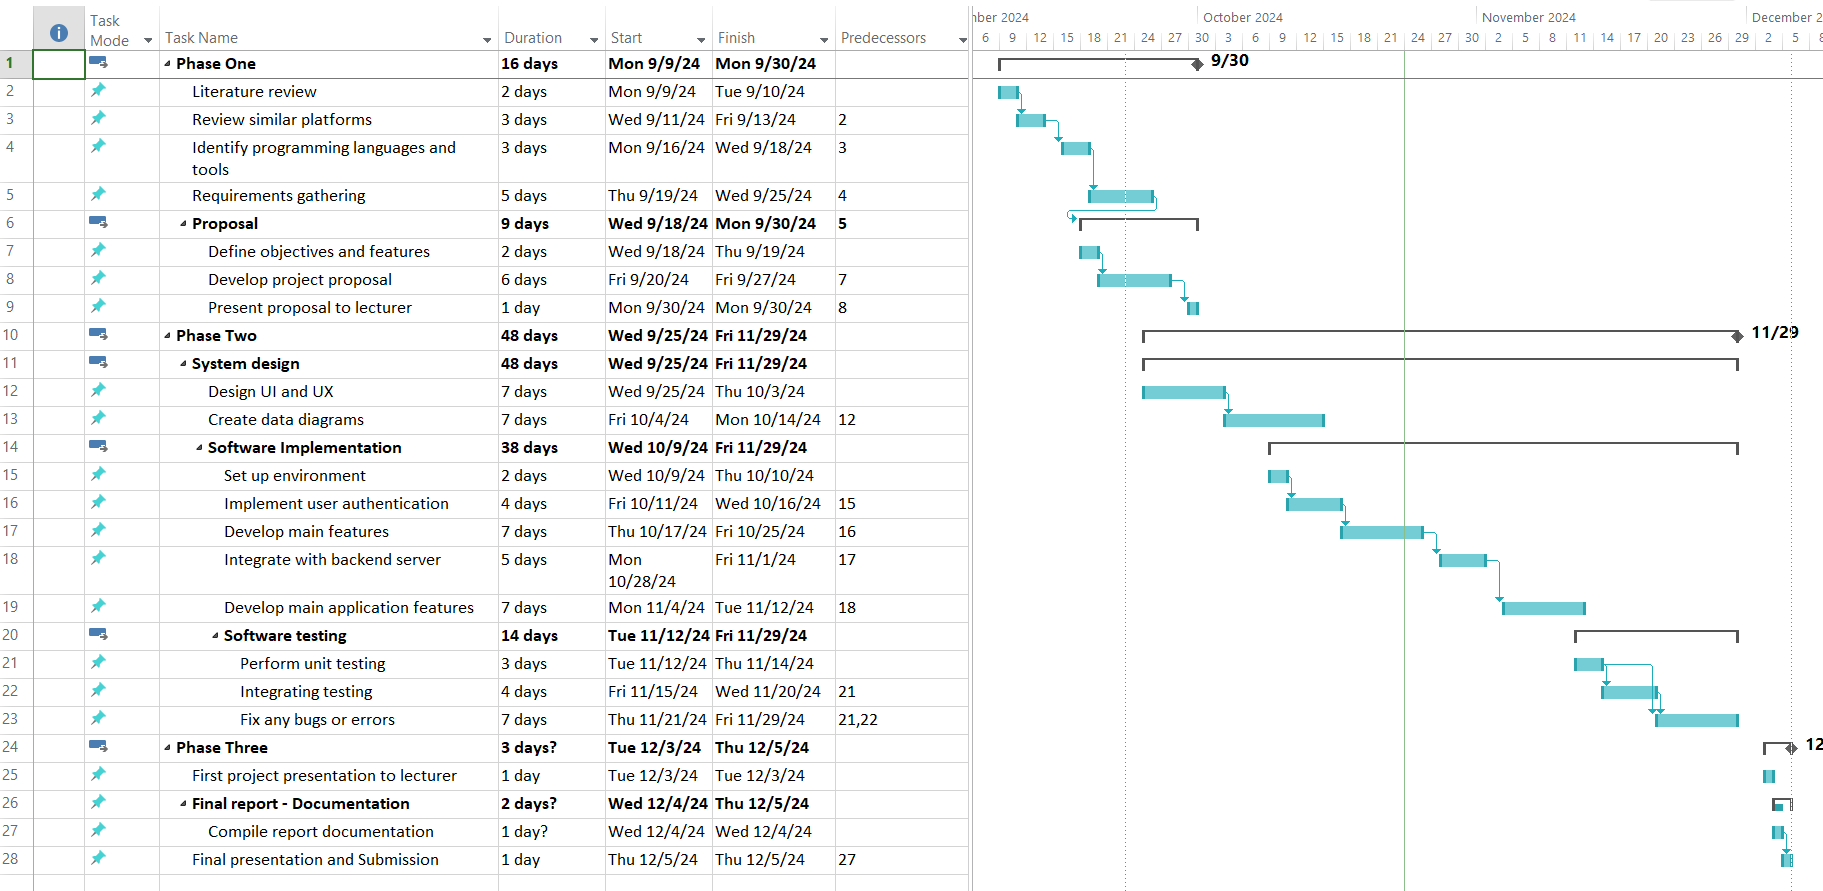 Task
Mode
Task Name
Duration
Start
Finish
Predecessors
nber 2024
October 2024
November 2024
December 2
6 9 12 15 18 21 24 27 30 3 6 9 12 15 18 21 24 27 30 2 5 8 11 14 17 20 23 26 29 2 5 8
1 Phase One 16 days Mon 9/9/24 Mon 9/30/24 9/30
2 Literature review 2 days Mon 9/9/24 Tue 9/10/24
3 Review similar platforms 3 days Wed 9/11/24 Fri 9/13/24 2
4 Identify programming languages and 3 days Mon 9/16/24 Wed 9/18/24 3
tools
5 Requirements gathering 5 days Thu 9/19/24 Wed 9/25/24 4
6 Proposal 9 days Wed 9/18/24 Mon 9/30/24 5
7 Define objectives and features 2 days Wed 9/18/24 Thu 9/19/24
8 Develop project proposal 6 days Fri 9/20/24 Fri 9/27/24 7
9 Present proposal to lecturer 1 day Mon 9/30/24 Mon 9/30/24 8
10 Phase Two 48 days Wed 9/25/24 Fri 11/29/24 11/29
11 System design 48 days Wed 9/25/24 Fri 11/29/24
12 Design UI and UX 7 days Wed 9/25/24 Thu 10/3/24
13 Create data diagrams 7 days Fri 10/4/24 Mon 10/14/24 12
14 Software Implementation 38 days Wed 10/9/24 Fri 11/29/24
15 Set up environment 2 days Wed 10/9/24 Thu 10/10/24
16 Implement user authentication 4 days Fri 10/11/24 Wed 10/16/24 15
17 Develop main features 7 days Thu 10/17/24 Fri 10/25/24 16
18 Integrate with backend server 5 days Mon Fri 11/1/24 17
10/28/24
19 Develop main application features 7 days Mon 11/4/24 Tue 11/12/24 18
20 Software testing 14 days Tue 11/12/24 Fri 11/29/24
21 Perform unit testing 3 days Tue 11/12/24 Thu 11/14/24
22 Integrating testing 4 days Fri 11/15/24 Wed 11/20/24 21
23 Fix any bugs or errors 7 days Thu 11/21/24 Fri 11/29/24 21,22
24 Phase Three 3 days? Tue 12/3/24 Thu 12/5/24 12
25 First project presentation to lecturer 1 day Tue 12/3/24 Tue 12/3/24
26 Final report - Documentation 2 days? Wed 12/4/24 Thu 12/5/24
27 Compile report documentation 1 day? Wed 12/4/24 Wed 12/4/24
28 Final presentation and Submission 1 day Thu 12/5/24 Thu 12/5/24 27